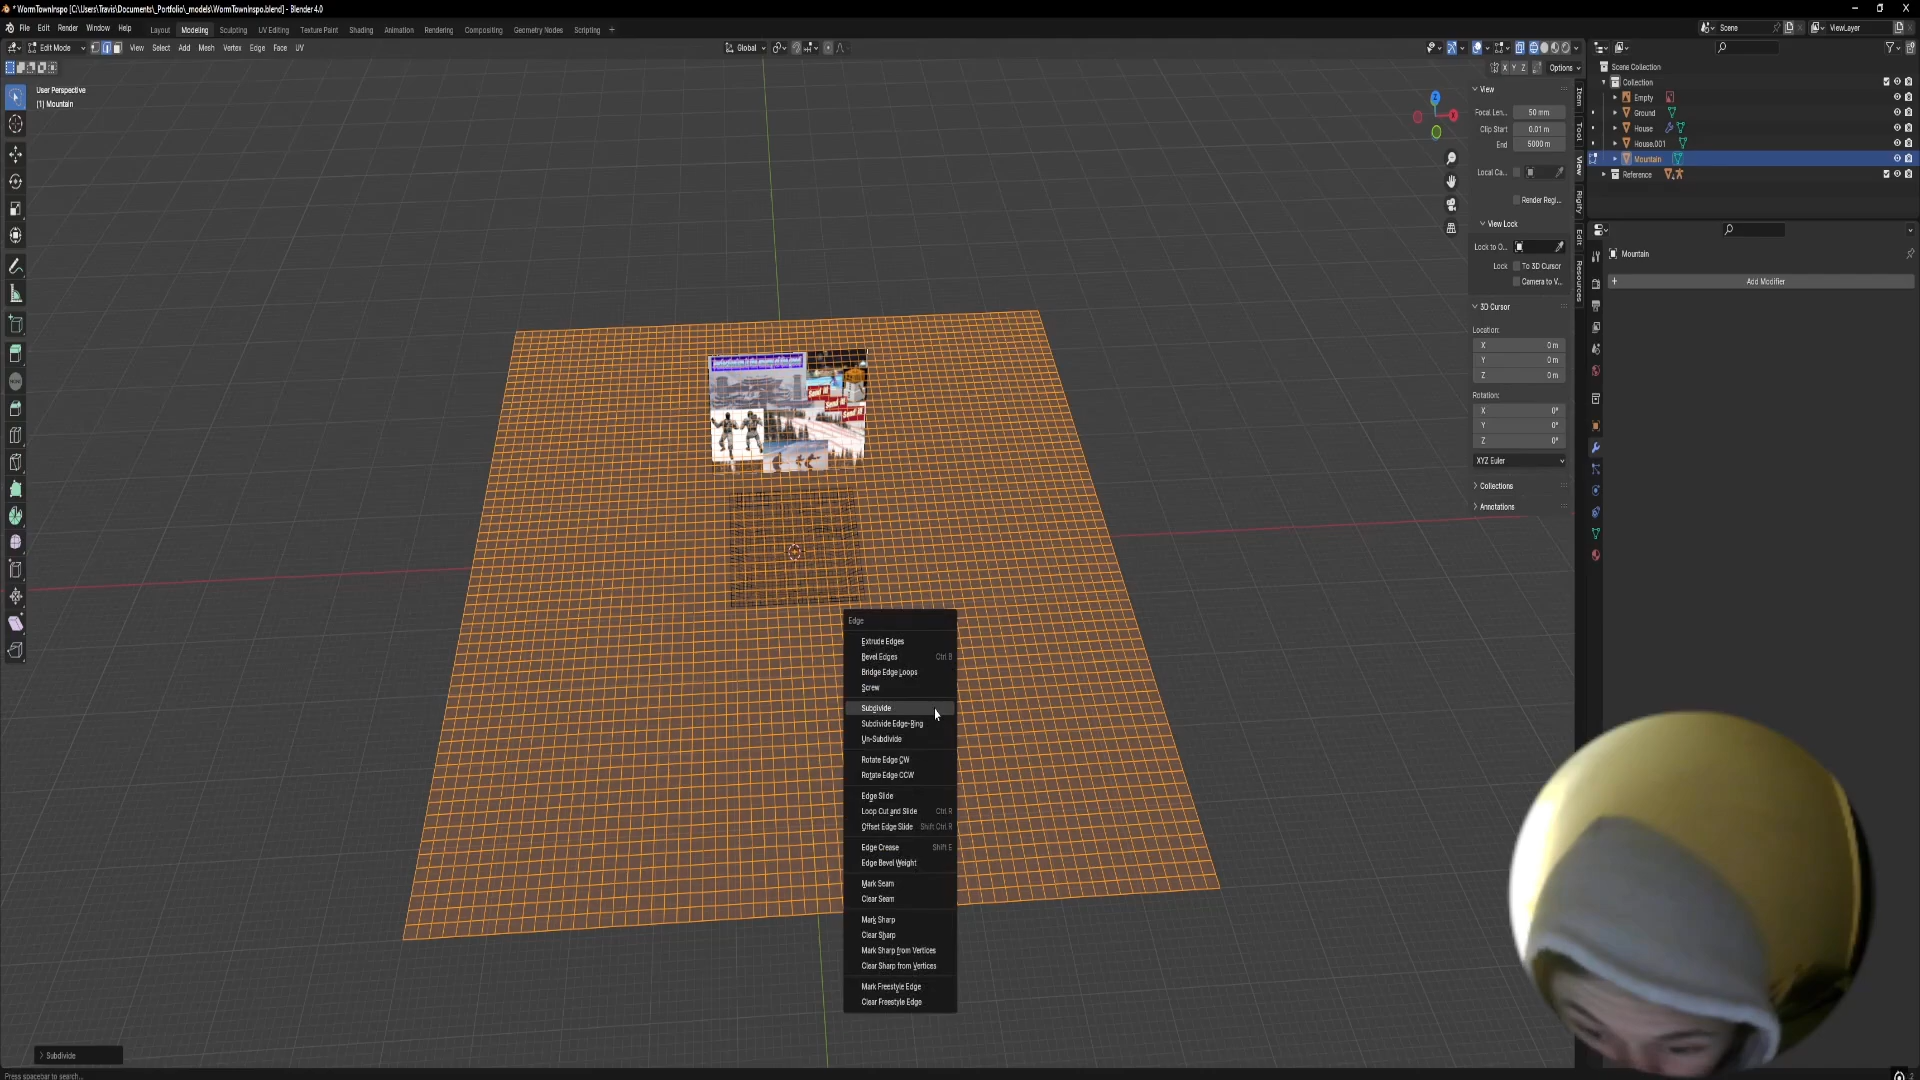 * WormTownInspo [C:\Users\Travis\Documents\_Portfolio\_models\WormTownInspo.blend] - Blender 4.0
File Edit Render Window Help
Layout Modeling Sculpting UV Editing Texture Paint Shading Animation Rendering Compositing Geometry Nodes Scripting +
Scene
ViewLayer
Edit Mode View Select Add Mesh Vertex Edge Face UV
Global
X Y Z Options
User Perspective
(1) Mountain
View
Focal Len... 50 mm
Clip Start 0.01 m
End 5000 m
Local Ca...
Render Regi...
View Lock
Lock to O...
Lock To 3D Cursor
Camera to V...
3D Cursor
Location:
X 0 m
Y 0 m
Z 0 m
Rotation:
X 0°
Y 0°
Z 0°
XYZ Euler
Collections
Annotations
Item
Tool
View
Rigify
Edit
Resources
Scene Collection
Collection
Empty
Ground
House
House.001
Mountain
Reference
Mountain
+ Add Modifier
Edge
Extrude Edges
Bevel Edges Ctrl B
Bridge Edge Loops
Screw
Subdivide
Subdivide Edge-Ring
Un-Subdivide
Rotate Edge CW
Rotate Edge CCW
Edge Slide
Loop Cut and Slide Ctrl R
Offset Edge Slide Shift Ctrl R
Edge Crease Shift E
Edge Bevel Weight
Mark Seam
Clear Seam
Mark Sharp
Clear Sharp
Mark Sharp from Vertices
Clear Sharp from Vertices
Mark Freestyle Edge
Clear Freestyle Edge
Subdivide
Press spacebar to search...